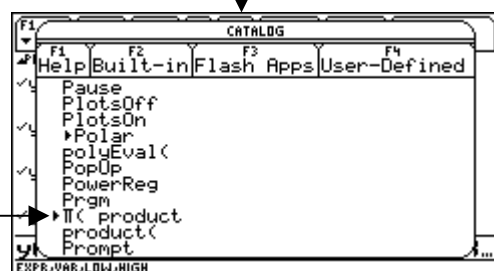 F1
CATALOG
F1 F2 F3 F4
Help Built-in Flash Apps User-Defined
Pause
PlotsOff
PlotsOn
▶Polar
polyEval(
PopUp
PowerReg
Prgm
▶Π( product
product(
Prompt
EXPR,VAR,LOW,HIGH